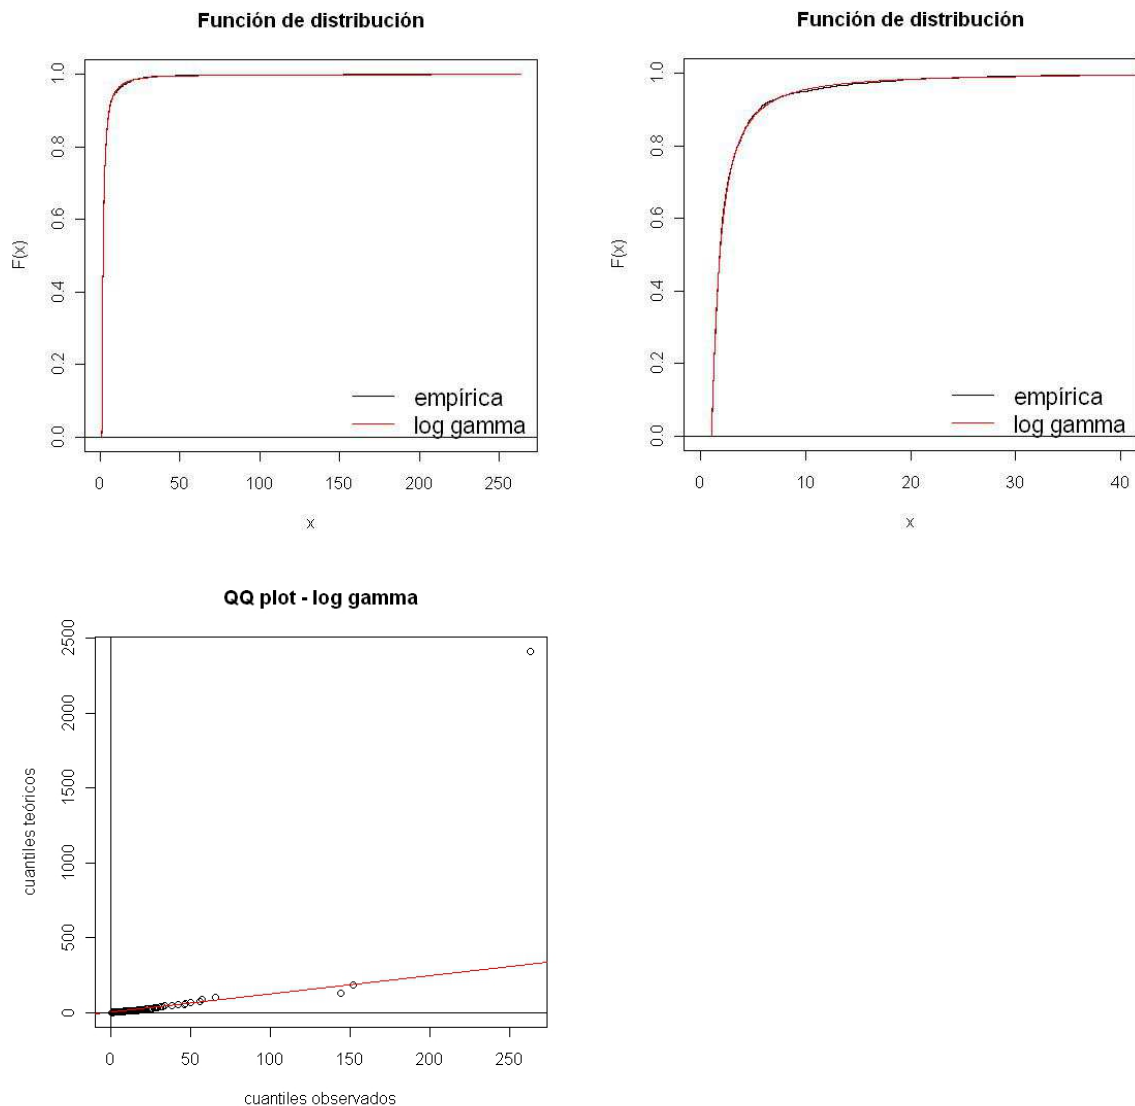 Función de distribución
F(x)
1.0
0.8
0.6
0.4
0.2
0.0
empírica
log gamma
0 50 100 150 200 250
x
Función de distribución
F(x)
1.0
0.8
0.6
0.4
0.2
0.0
empírica
log gamma
0 10 20 30 40
x
QQ plot - log gamma
cuantiles teóricos
2500
2000
1500
1000
500
0
0 50 100 150 200 250
cuantiles observados